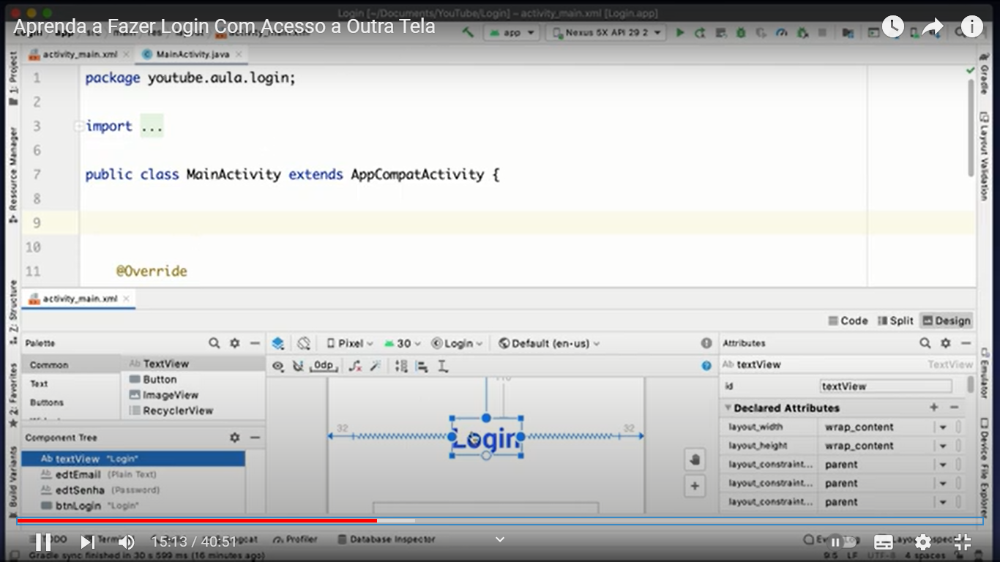 Login [~/Documents/YouTube/Login] – activity_main.xml [Login.app]
Aprenda a Fazer Login Com Acesso a Outra Tela
app
Nexus 5X API 29 2
activity_main.xml
MainActivity.java
1: Project
Resource Manager
Z: Structure
2: Favorites
Build Variants
1 package youtube.aula.login;
2
3 import ...
6
7 public class MainActivity extends AppCompatActivity {
8
9
10
11 @Override
Gradle
Layout Validation
Emulator
Device File Explorer
activity_main.xml
Code Split Design
Palette
Common
Text
Buttons
Ab TextView
Button
ImageView
RecyclerView
Component Tree
Ab textView "Login"
Ab edtEmail (Plain Text)
Ab edtSenha (Password)
btnLogin "Login"
Pixel 30 Login Default (en-us)
0dp
32 Login 32
Attributes
Ab textView TextView
id textView
Declared Attributes
layout_width wrap_content
layout_height wrap_content
layout_constraint... parent
layout_constraint... parent
layout_constraint... parent
TODO
15:13 / 40:51
Profiler
Database Inspector
Gradle sync finished in 30 s 599 ms (16 minutes ago)
9:5 LF UTF-8 4 spaces